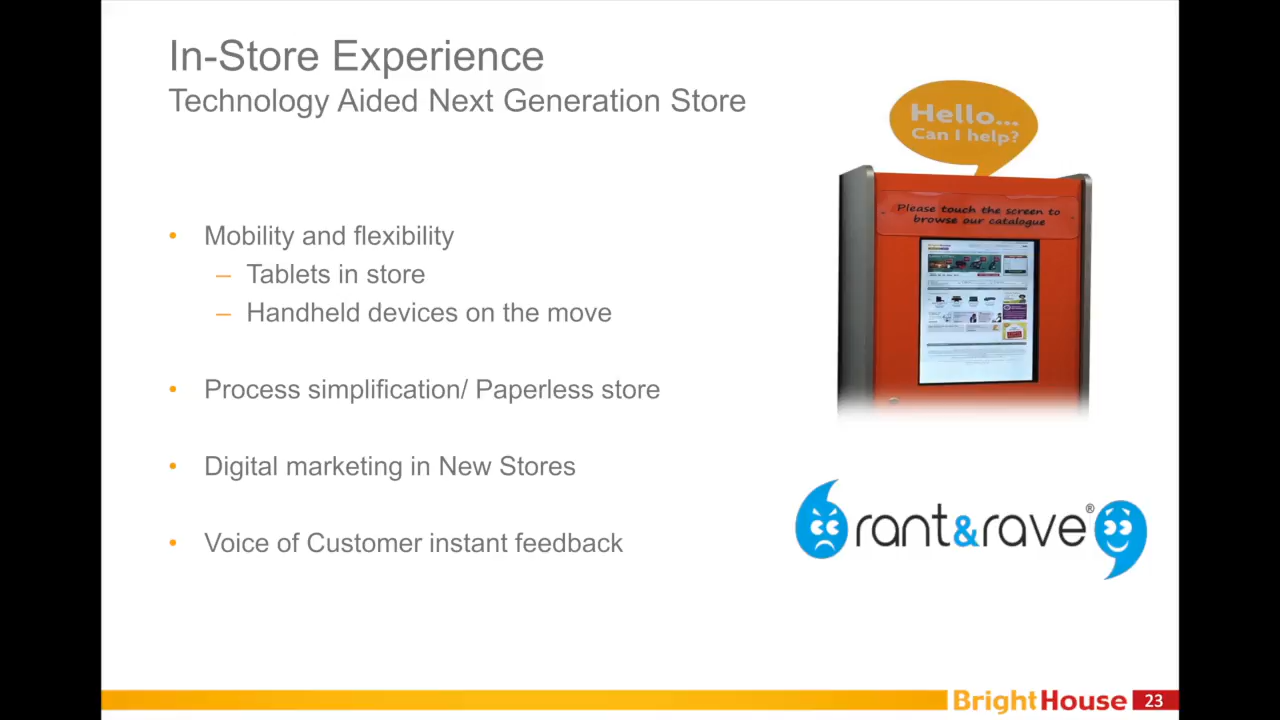 In-Store Experience
Technology Aided Next Generation Store
Hello...
Can I help?
Please touch the screen to
browse our catalogue
BrightHouse
• Mobility and flexibility
– Tablets in store
– Handheld devices on the move
• Process simplification/ Paperless store
• Digital marketing in New Stores
• Voice of Customer instant feedback
rant&rave®
BrightHouse 23